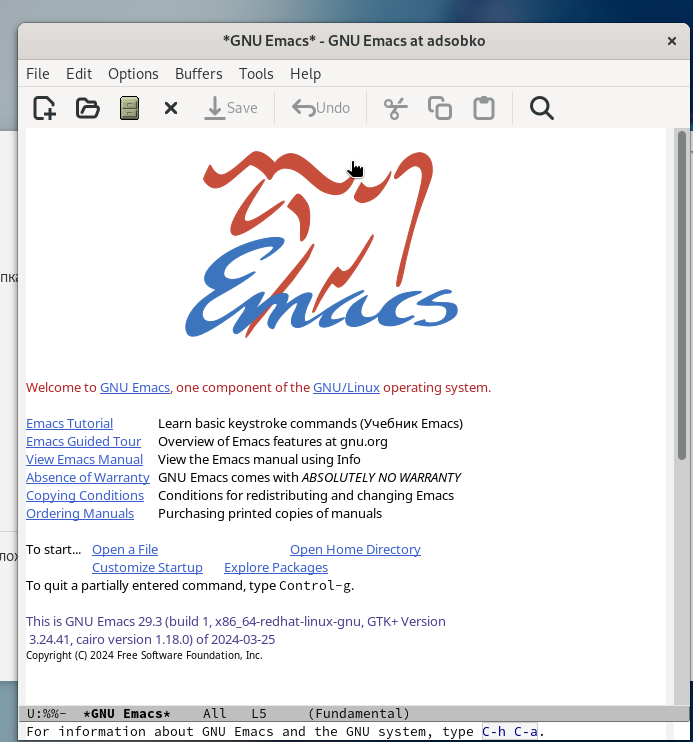 *GNU Emacs* - GNU Emacs at adsobko
File Edit Options Buffers Tools Help
Save Undo
Emacs
Welcome to GNU Emacs, one component of the GNU/Linux operating system.
Emacs Tutorial Learn basic keystroke commands (Учебник Emacs)
Emacs Guided Tour Overview of Emacs features at gnu.org
View Emacs Manual View the Emacs manual using Info
Absence of Warranty GNU Emacs comes with ABSOLUTELY NO WARRANTY
Copying Conditions Conditions for redistributing and changing Emacs
Ordering Manuals Purchasing printed copies of manuals
To start... Open a File Open Home Directory
Customize Startup Explore Packages
To quit a partially entered command, type Control-g.
This is GNU Emacs 29.3 (build 1, x86_64-redhat-linux-gnu, GTK+ Version
3.24.41, cairo version 1.18.0) of 2024-03-25
Copyright (C) 2024 Free Software Foundation, Inc.
U:%%- *GNU Emacs* All L5 (Fundamental)
For information about GNU Emacs and the GNU system, type C-h C-a.